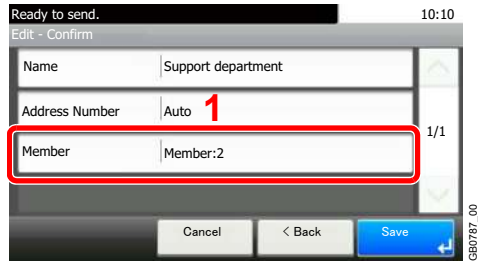 Ready to send. 10:10
Edit - Confirm
Name Support department
Address Number Auto 1
1/1
Member Member:2
Cancel < Back Save
GB0787_00